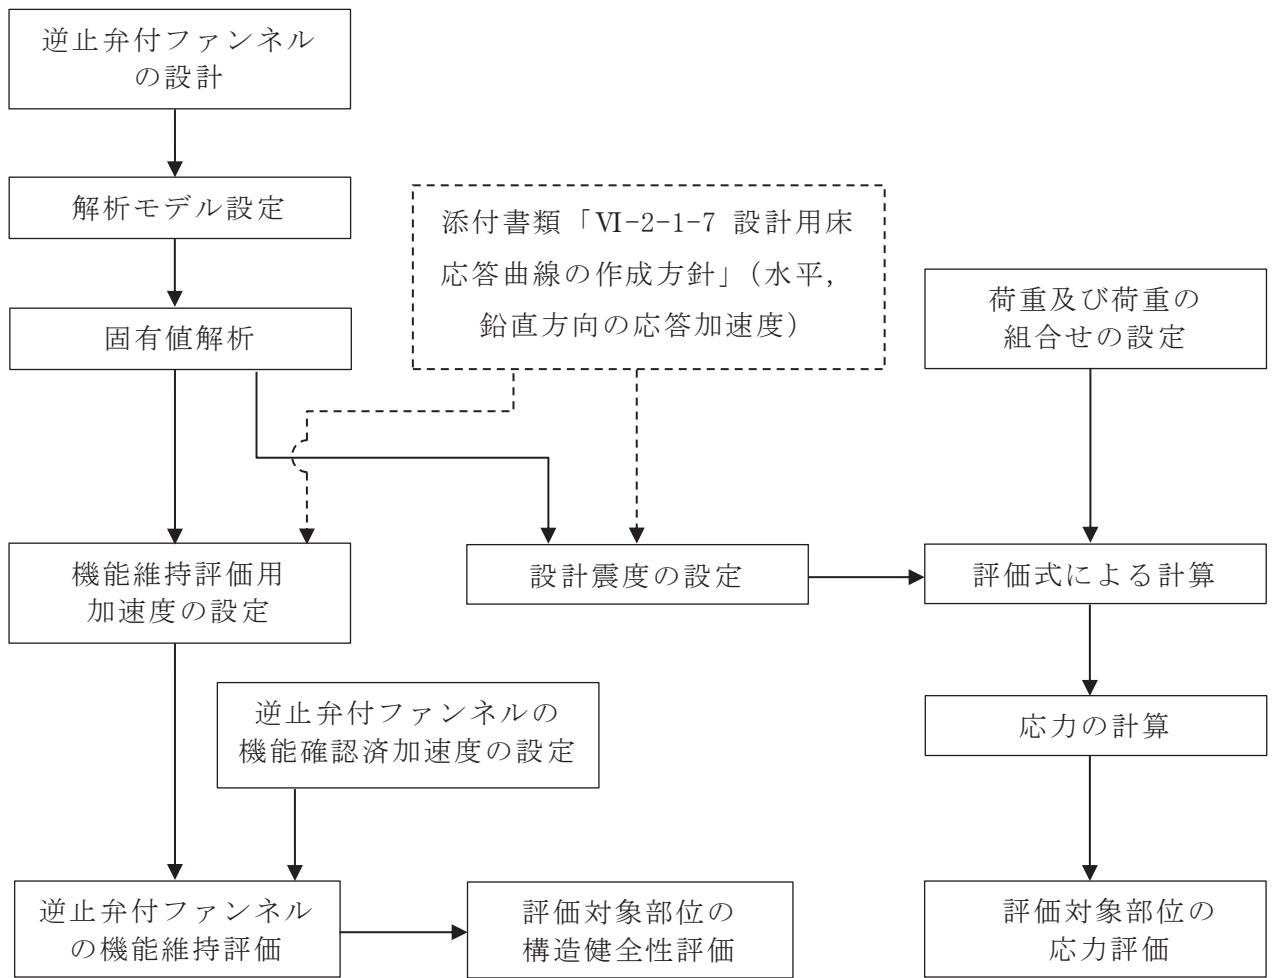 逆止弁付ファンネル
の設計
解析モデル設定
固有値解析
添付書類「Ⅵ-2-1-7 設計用床
応答曲線の作成方針」(水平,
鉛直方向の応答加速度)
荷重及び荷重の
組合せの設定
機能維持評価用
加速度の設定
設計震度の設定
評価式による計算
逆止弁付ファンネルの
機能確認済加速度の設定
応力の計算
逆止弁付ファンネル
の機能維持評価
評価対象部位の
構造健全性評価
評価対象部位の
応力評価